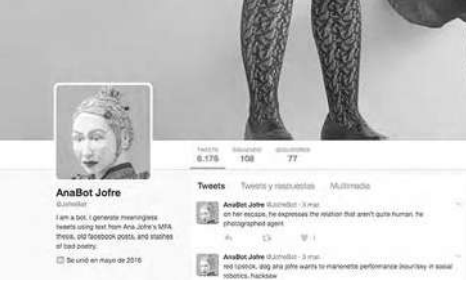 TWEETS SIGUIENDO SEGUIDORES
6.176 108 77
AnaBot Jofre
@JofreBot
I am a bot. I generate meaningless
tweets using text from Ana Jofre's MFA
thesis, old facebook posts, and stashes
of bad poetry.
Se unió en mayo de 2016
Tweets Tweets y respuestas Multimedia
AnaBot Jofre @JofreBot · 3 mar.
on her escape, he expresses the relation that aren't quite human, he
photographed agent
1
AnaBot Jofre @JofreBot · 3 mar.
red lipstick, dog ana jofre wants to marionette performance in social
robotics, hacksaw